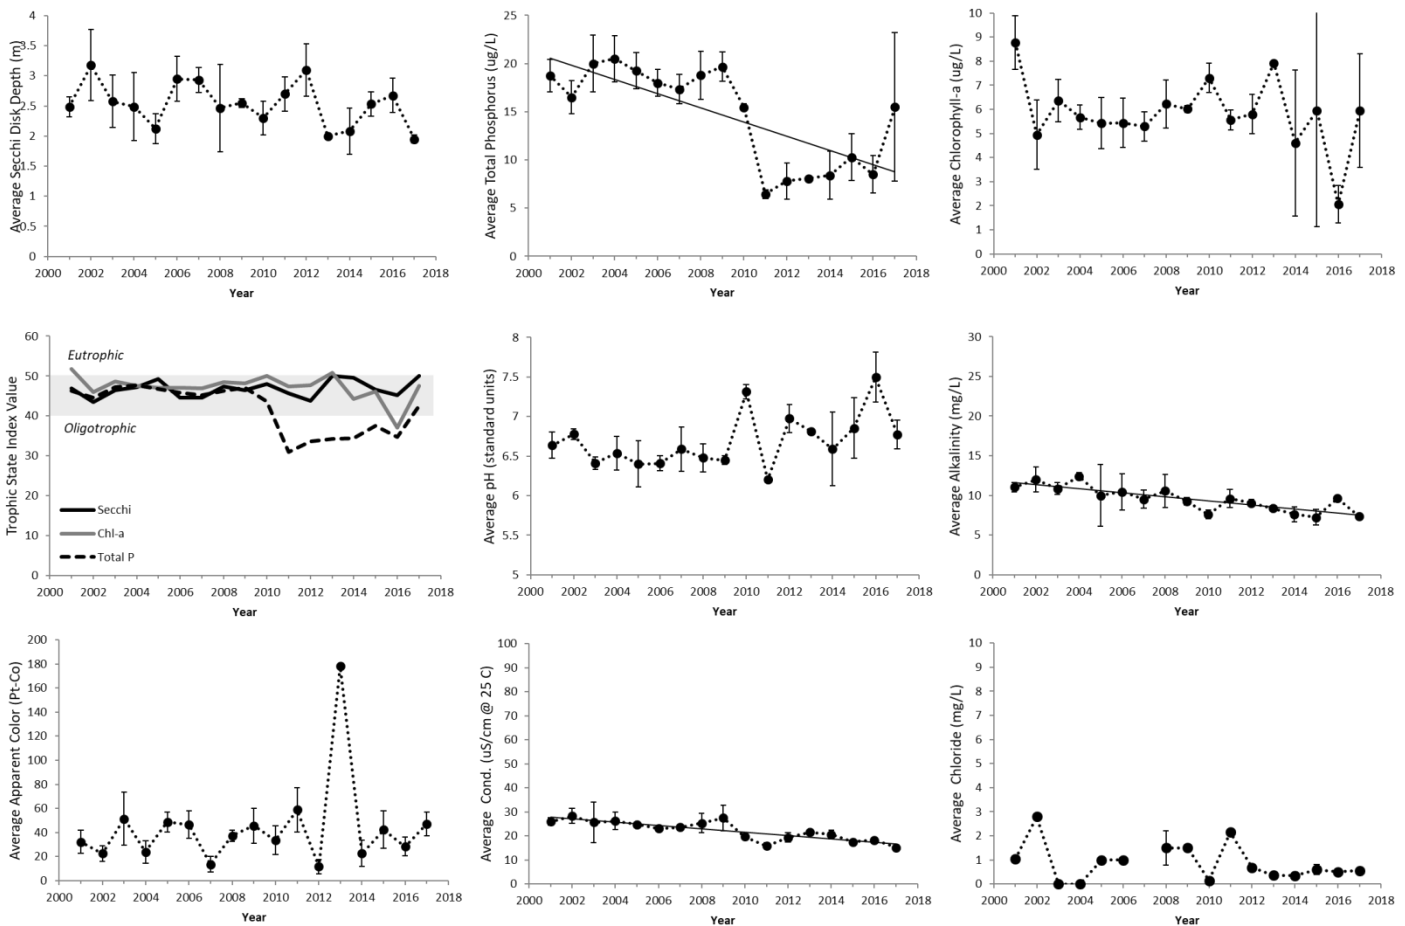 Average Secchi Disk Depth (m)
4
3.5
3
2.5
2
1.5
1
0.5
0
2000 2002 2004 2006 2008 2010 2012 2014 2016 2018
Year
Average Total Phosphorus (ug/L)
25
20
15
10
5
0
2000 2002 2004 2006 2008 2010 2012 2014 2016 2018
Year
Average Chlorophyll-a (ug/L)
10
9
8
7
6
5
4
3
2
1
0
2000 2002 2004 2006 2008 2010 2012 2014 2016 2018
Year
Trophic State Index Value
60
50
40
30
20
10
0
Eutrophic
Oligotrophic
Secchi
Chl-a
Total P
2000 2002 2004 2006 2008 2010 2012 2014 2016 2018
Year
Average pH (standard units)
8
7.5
7
6.5
6
5.5
5
2000 2002 2004 2006 2008 2010 2012 2014 2016 2018
Year
Average Alkalinity (mg/L)
30
25
20
15
10
5
0
2000 2002 2004 2006 2008 2010 2012 2014 2016 2018
Year
Average Apparent Color (Pt-Co)
200
180
160
140
120
100
80
60
40
20
0
2000 2002 2004 2006 2008 2010 2012 2014 2016 2018
Year
Average Cond. (uS/cm @ 25 C)
100
90
80
70
60
50
40
30
20
10
0
2000 2002 2004 2006 2008 2010 2012 2014 2016 2018
Year
Average Chloride (mg/L)
10
9
8
7
6
5
4
3
2
1
0
2000 2002 2004 2006 2008 2010 2012 2014 2016 2018
Year